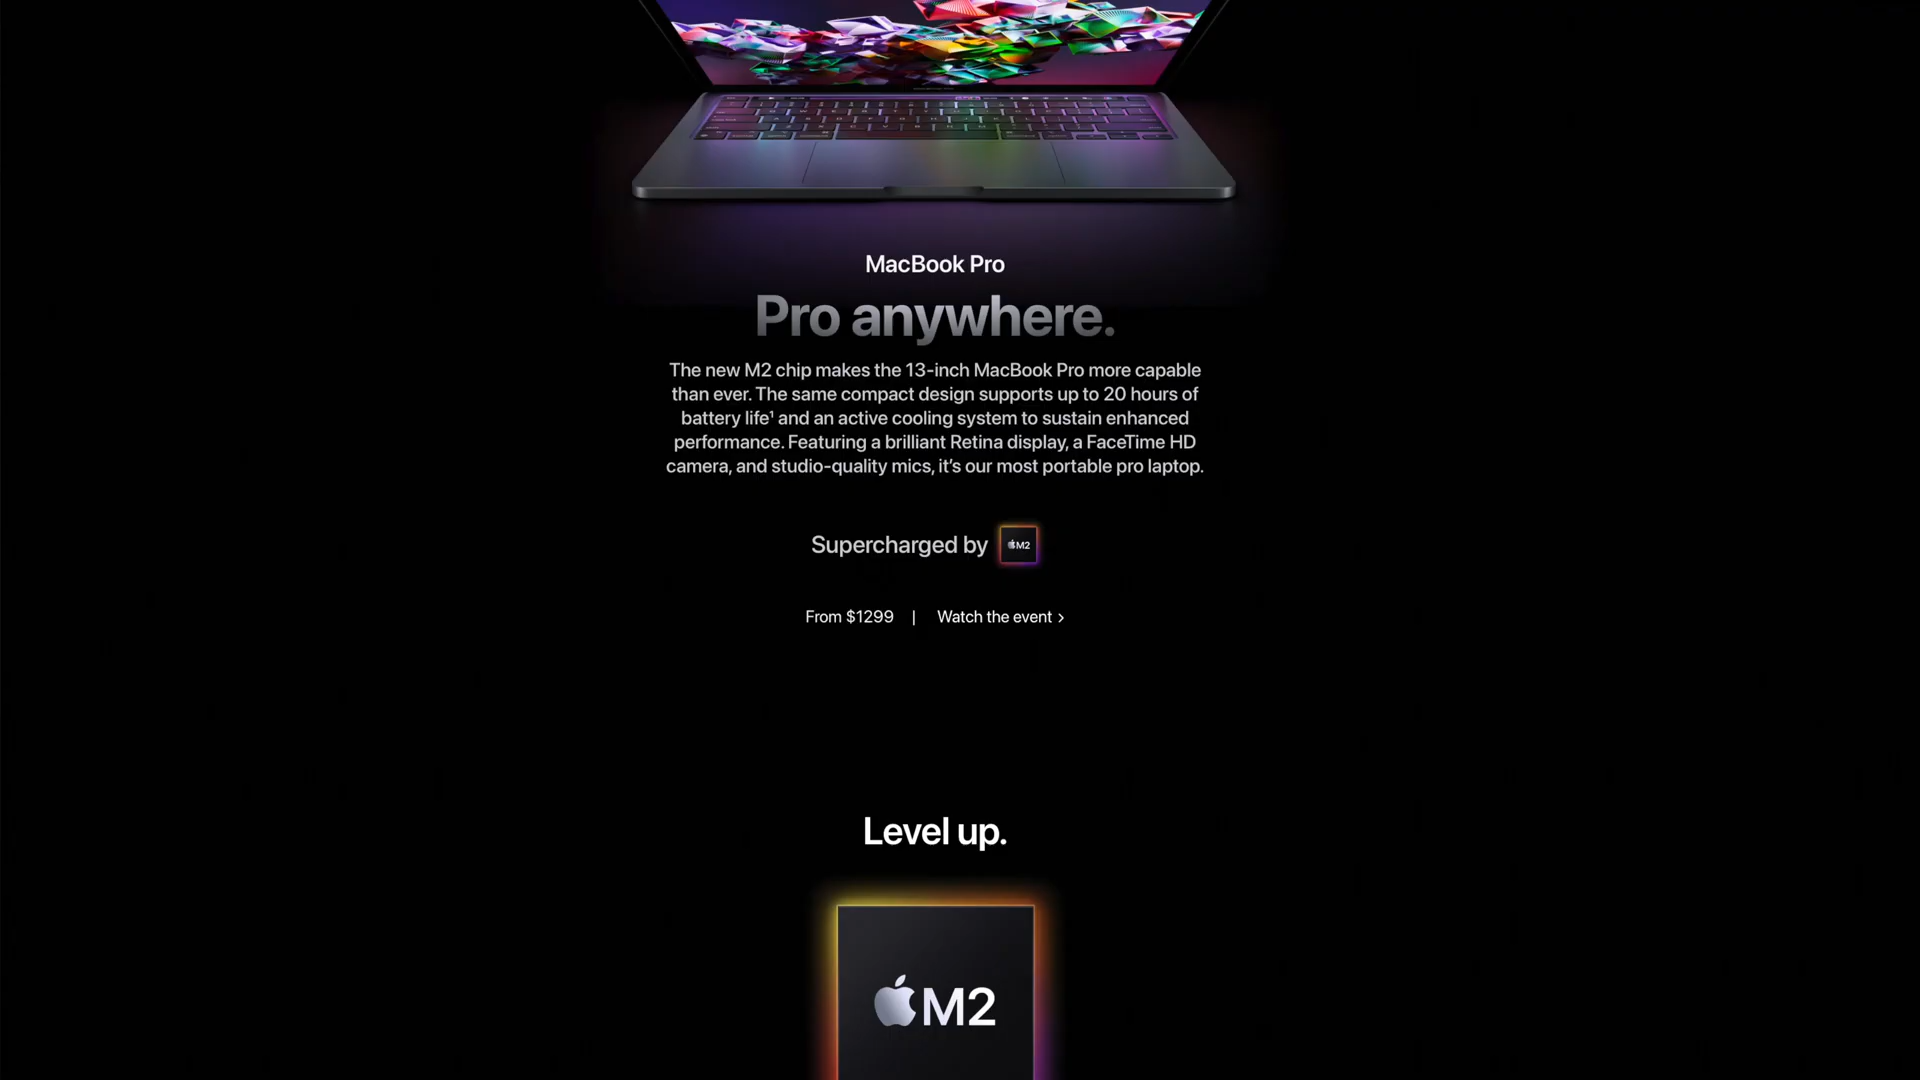 MacBook Pro
Pro anywhere.
The new M2 chip makes the 13-inch MacBook Pro more capable
than ever. The same compact design supports up to 20 hours of
battery life¹ and an active cooling system to sustain enhanced
performance. Featuring a brilliant Retina display, a FaceTime HD
camera, and studio-quality mics, it’s our most portable pro laptop.
Supercharged by M2
From $1299 | Watch the event >
Level up.
M2